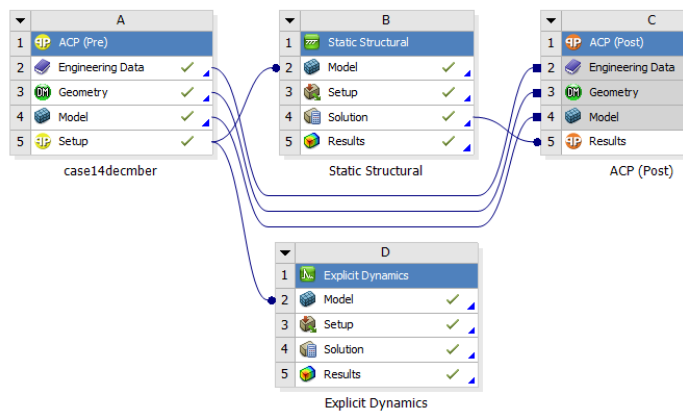 A
1 ACP (Pre)
2 Engineering Data
3 Geometry
4 Model
5 Setup
case14decmber
B
1 Static Structural
2 Model
3 Setup
4 Solution
5 Results
Static Structural
C
1 ACP (Post)
2 Engineering Data
3 Geometry
4 Model
5 Results
ACP (Post)
D
1 Explicit Dynamics
2 Model
3 Setup
4 Solution
5 Results
Explicit Dynamics